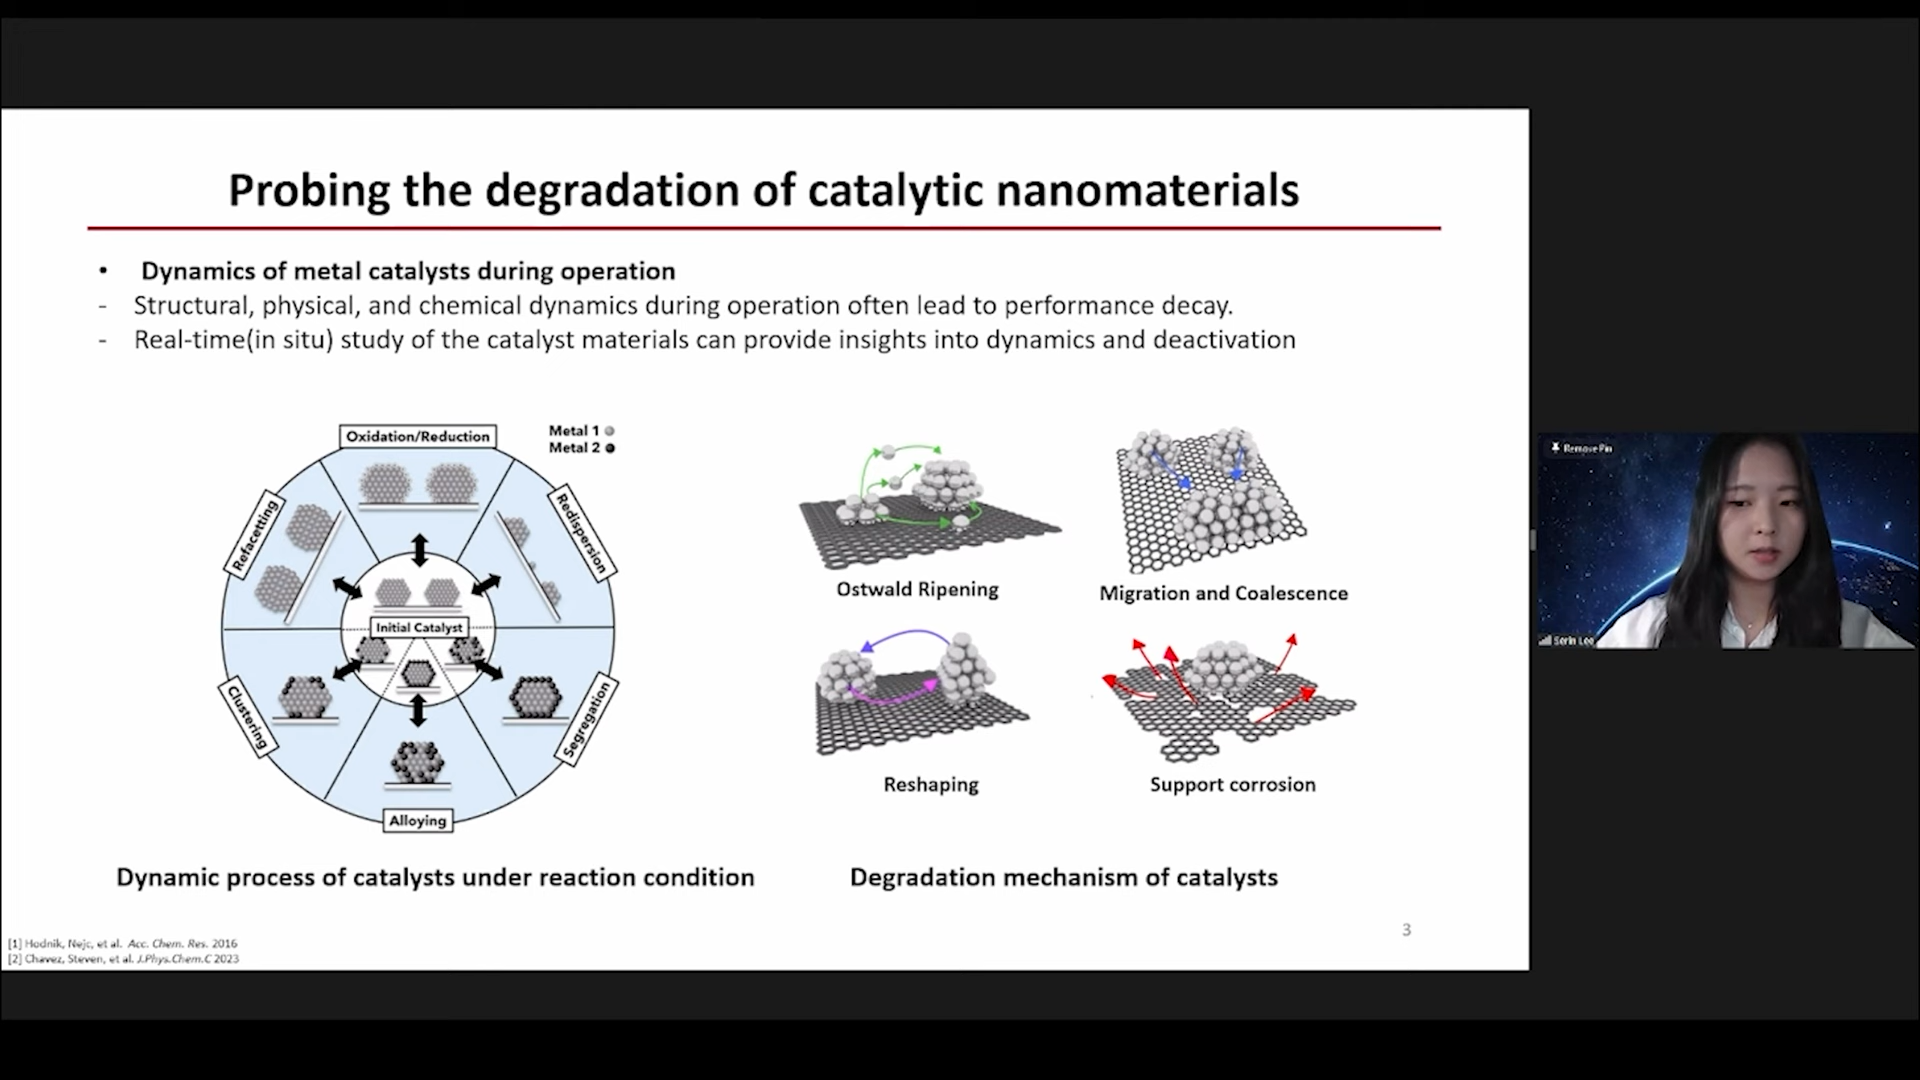 Probing the degradation of catalytic nanomaterials
• Dynamics of metal catalysts during operation
- Structural, physical, and chemical dynamics during operation often lead to performance decay.
- Real-time(in situ) study of the catalyst materials can provide insights into dynamics and deactivation
Metal 1
Metal 2
Oxidation/Reduction
Refacetting
Redispersion
Initial Catalyst
Clustering
Segregation
Alloying
Dynamic process of catalysts under reaction condition
Ostwald Ripening
Migration and Coalescence
Reshaping
Support corrosion
Degradation mechanism of catalysts
3
[1] Hodnik, Nejc, et al. Acc. Chem. Res. 2016
[2] Chavez, Steven, et al. J.Phys.Chem.C 2023
Remove Pin
Serin Lee